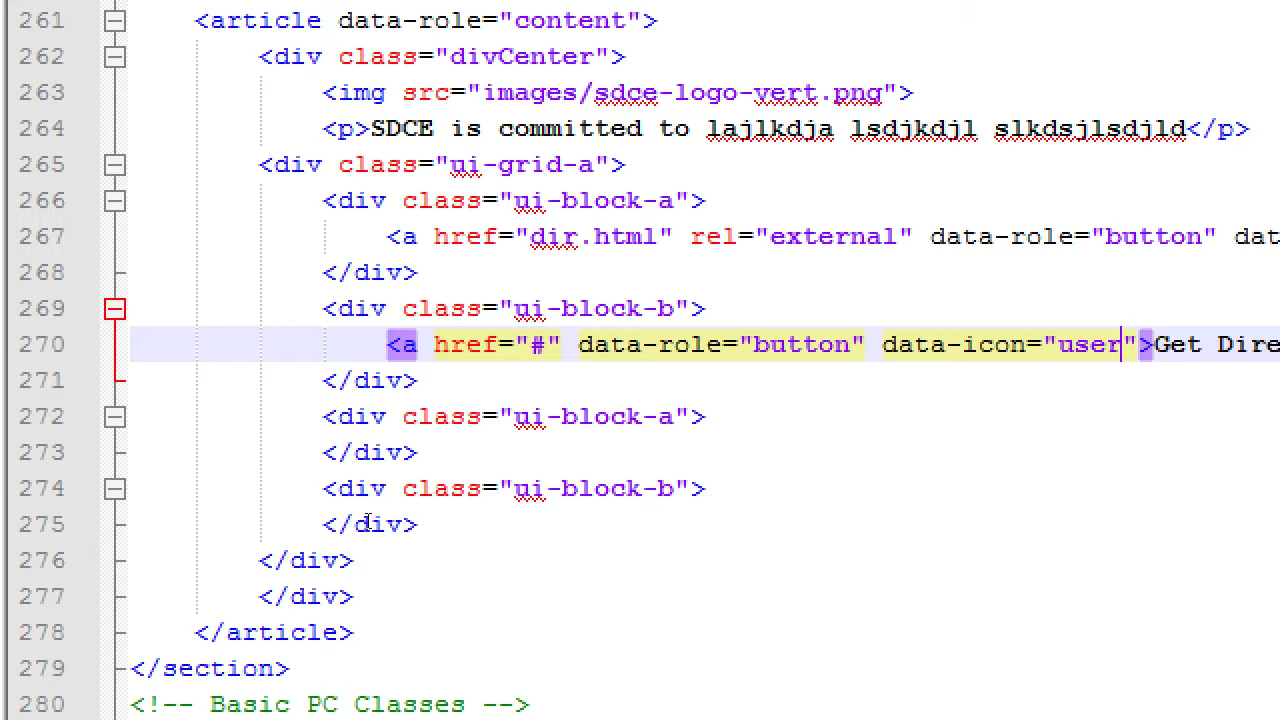 261 <article data-role="content">
262 <div class="divCenter">
263 <img src="images/sdce-logo-vert.png">
264 <p>SDCE is committed to lajlkdja lsdjkdjl slkdsjlsdjld</p>
265 <div class="ui-grid-a">
266 <div class="ui-block-a">
267 <a href="dir.html" rel="external" data-role="button" dat
268 </div>
269 <div class="ui-block-b">
270 <a href="#" data-role="button" data-icon="user">Get Dire
271 </div>
272 <div class="ui-block-a">
273 </div>
274 <div class="ui-block-b">
275 </div>
276 </div>
277 </div>
278 </article>
279 </section>
280 <!-- Basic PC Classes -->